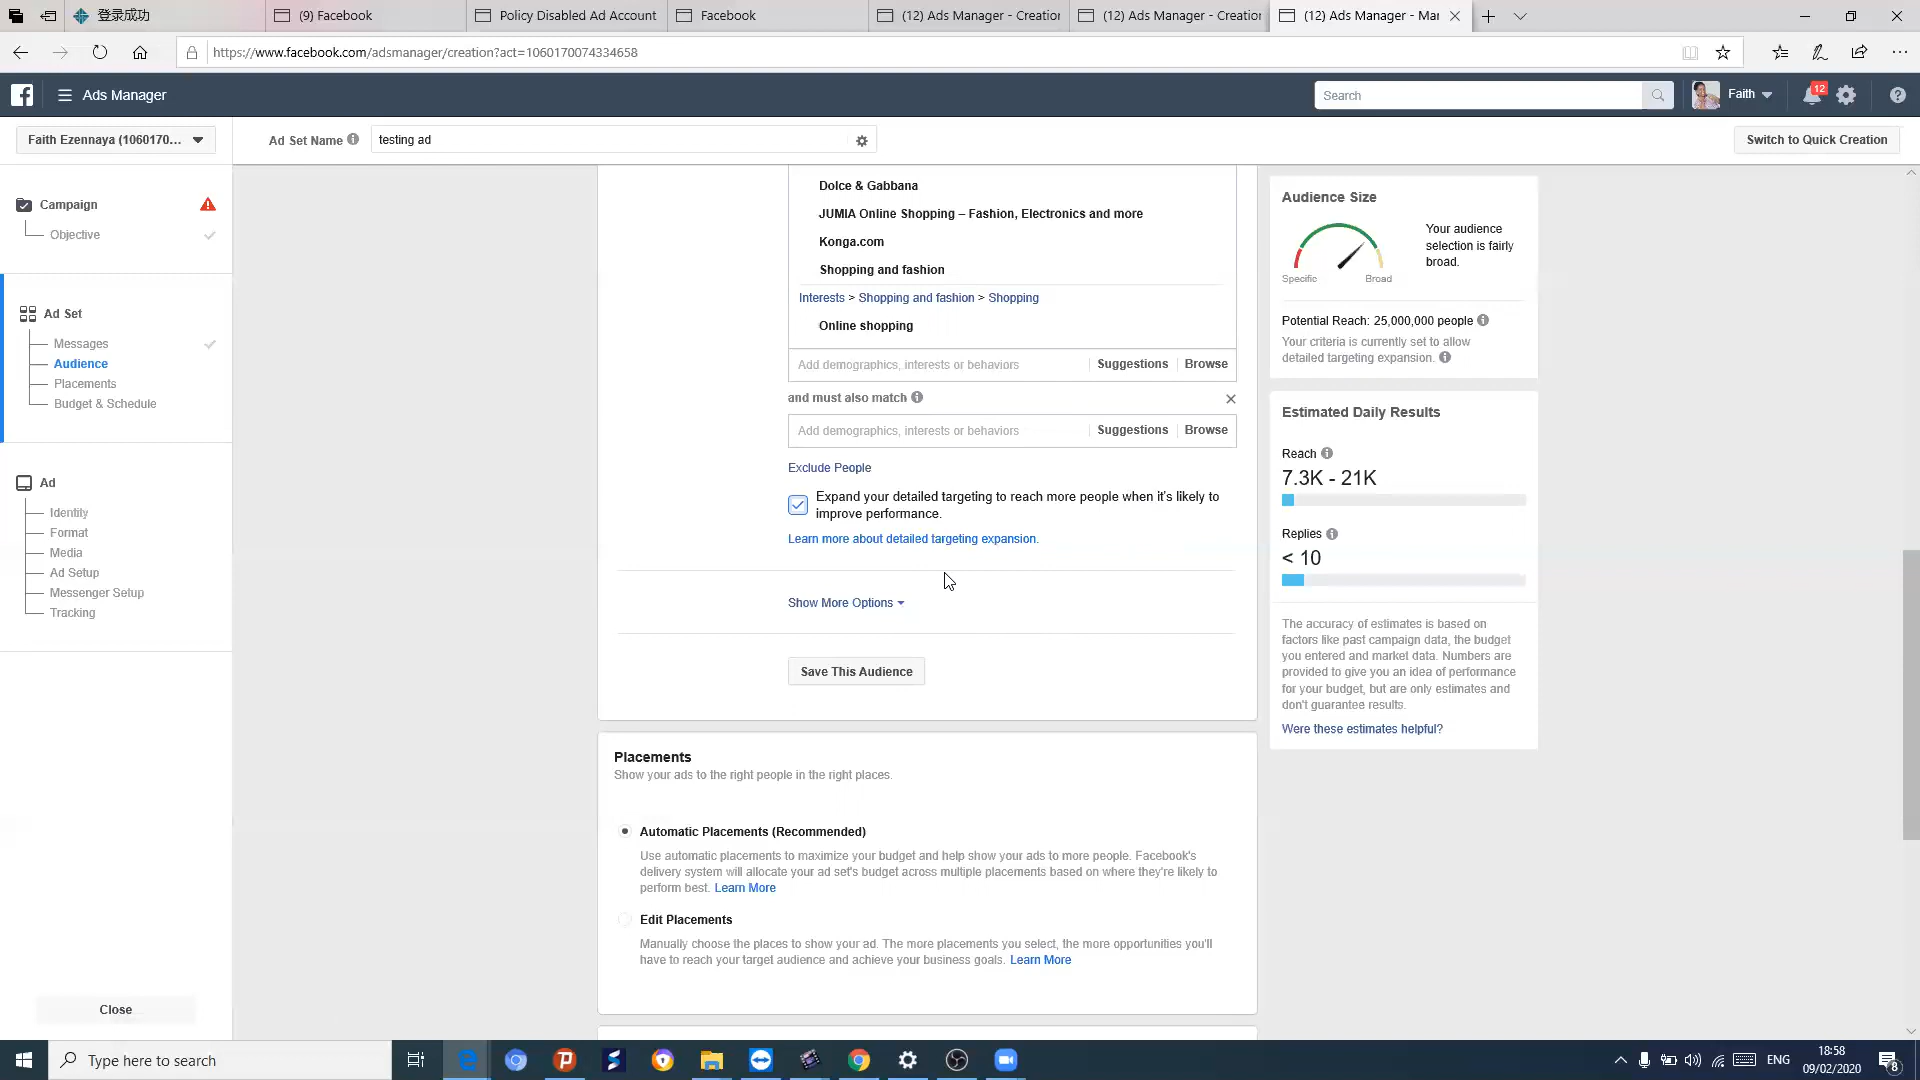 登录成功
(9) Facebook
Policy Disabled Ad Account
Facebook
(12) Ads Manager - Creation
(12) Ads Manager - Creation
(12) Ads Manager - Mar
https://www.facebook.com/adsmanager/creation?act=1060170074334658
Ads Manager
Search
Faith
12
Faith Ezennaya (1060170...
Ad Set Name
testing ad
Switch to Quick Creation
Campaign
Objective
Ad Set
Messages
Audience
Placements
Budget & Schedule
Ad
Identity
Format
Media
Ad Setup
Messenger Setup
Tracking
Close
Dolce & Gabbana
JUMIA Online Shopping – Fashion, Electronics and more
Konga.com
Shopping and fashion
Interests > Shopping and fashion > Shopping
Online shopping
Add demographics, interests or behaviors
Suggestions
Browse
and must also match
Add demographics, interests or behaviors
Suggestions
Browse
Exclude People
Expand your detailed targeting to reach more people when it's likely to
improve performance.
Learn more about detailed targeting expansion.
Show More Options
Save This Audience
Placements
Show your ads to the right people in the right places.
Automatic Placements (Recommended)
Use automatic placements to maximize your budget and help show your ads to more people. Facebook's
delivery system will allocate your ad set's budget across multiple placements based on where they're likely to
perform best. Learn More
Edit Placements
Manually choose the places to show your ad. The more placements you select, the more opportunities you'll
have to reach your target audience and achieve your business goals. Learn More
Audience Size
Your audience
selection is fairly
broad.
Specific
Broad
Potential Reach: 25,000,000 people
Your criteria is currently set to allow
detailed targeting expansion.
Estimated Daily Results
Reach
7.3K - 21K
Replies
< 10
The accuracy of estimates is based on
factors like past campaign data, the budget
you entered and market data. Numbers are
provided to give you an idea of performance
for your budget, but are only estimates and
don't guarantee results.
Were these estimates helpful?
Type here to search
ENG
18:58
09/02/2020
8